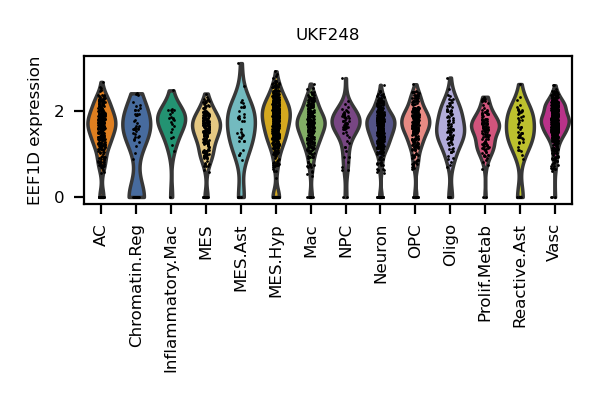 UKF248
EEF1D expression
2
0
AC
Chromatin.Reg
Inflammatory.Mac
MES
MES.Ast
MES.Hyp
Mac
NPC
Neuron
OPC
Oligo
Prolif.Metab
Reactive.Ast
Vasc